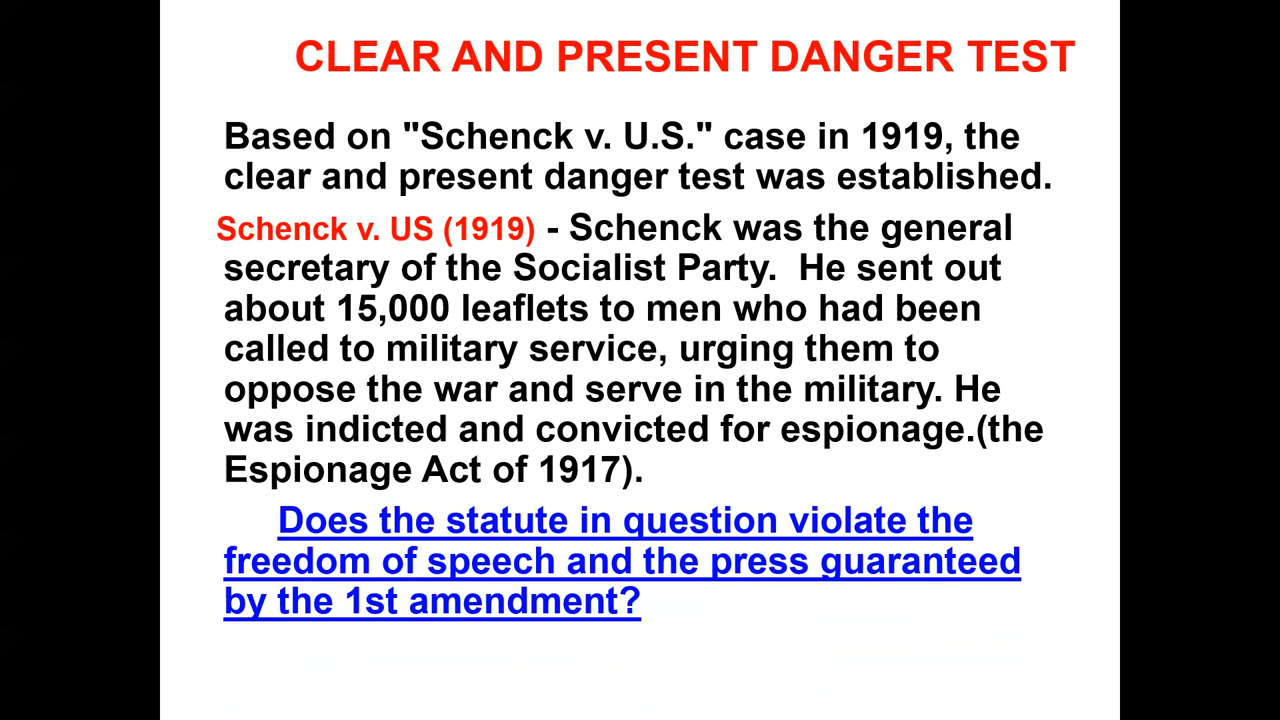 CLEAR AND PRESENT DANGER TEST
Based on "Schenck v. U.S." case in 1919, the
clear and present danger test was established.
Schenck v. US (1919) - Schenck was the general
secretary of the Socialist Party.  He sent out
about 15,000 leaflets to men who had been
called to military service, urging them to
oppose the war and serve in the military. He
was indicted and convicted for espionage.(the
Espionage Act of 1917).
Does the statute in question violate the
freedom of speech and the press guaranteed
by the 1st amendment?